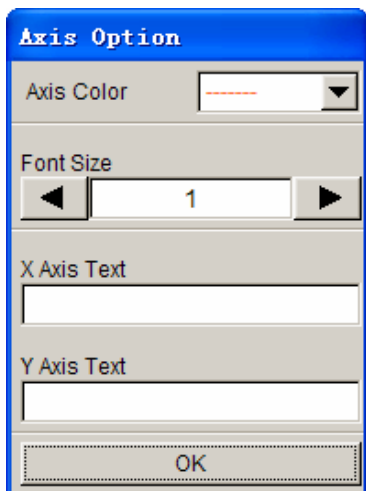 Axis Option
Axis Color
Font Size
1
X Axis Text
Y Axis Text
OK